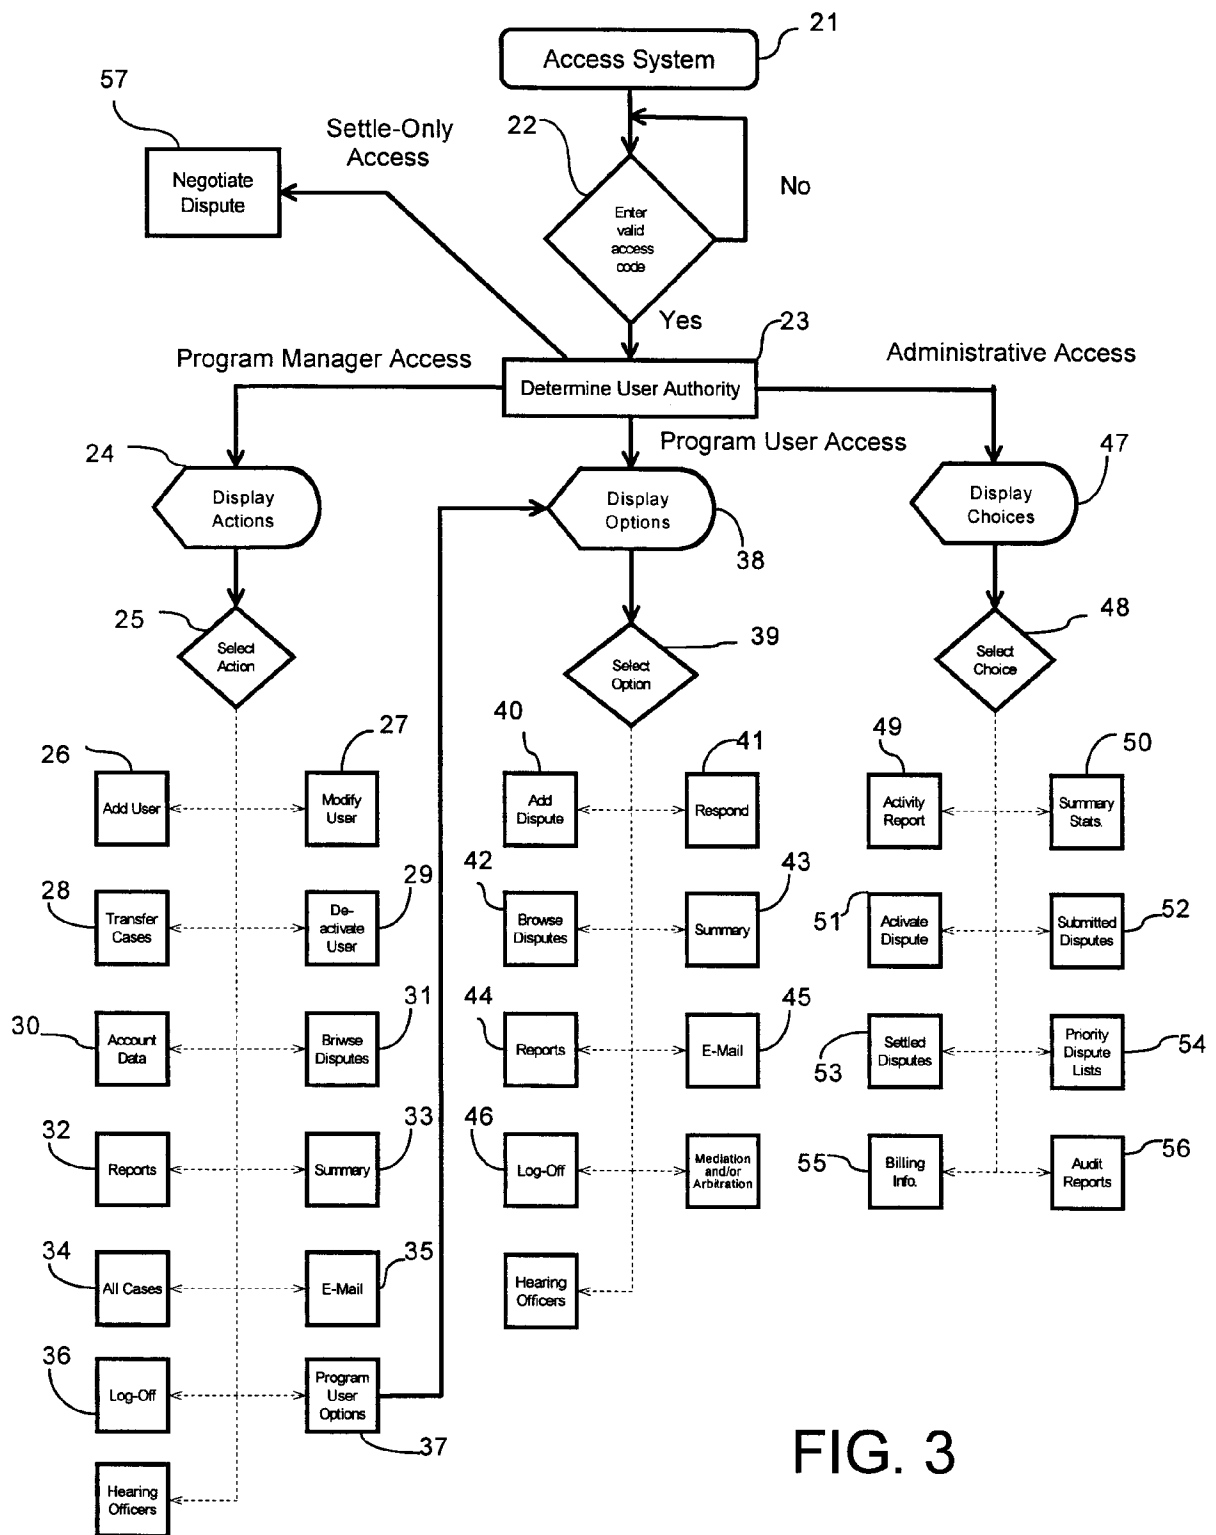 21
Access System
57
Settle-Only
Access
22
Negotiate
Dispute
No
Enter
valid
access
code
Yes
23
Program Manager Access
Administrative Access
Determine User Authority
Program User Access
24
47
Display
Actions
Display
Options
Display
Choices
38
25
39
48
Select
Action
Select
Option
Select
Choice
26
27
40
41
49
50
Add User
Modify
User
Add
Dispute
Respond
Activity
Report
Summary
Stats.
28
29
42
43
51
52
Transfer
Cases
De-
activate
User
Browse
Disputes
Summary
Activate
Dispute
Submitted
Disputes
30
31
44
45
53
54
Account
Data
Briwse
Disputes
Reports
E-Mail
Settled
Disputes
Priority
Dispute
Lists
32
33
46
55
56
Reports
Summary
Log-Off
Mediation
and/or
Arbitration
Billing
Info.
Audit
Reports
34
35
All Cases
E-Mail
Hearing
Officers
36
Log-Off
Program
User
Options
37
Hearing
Officers
FIG. 3